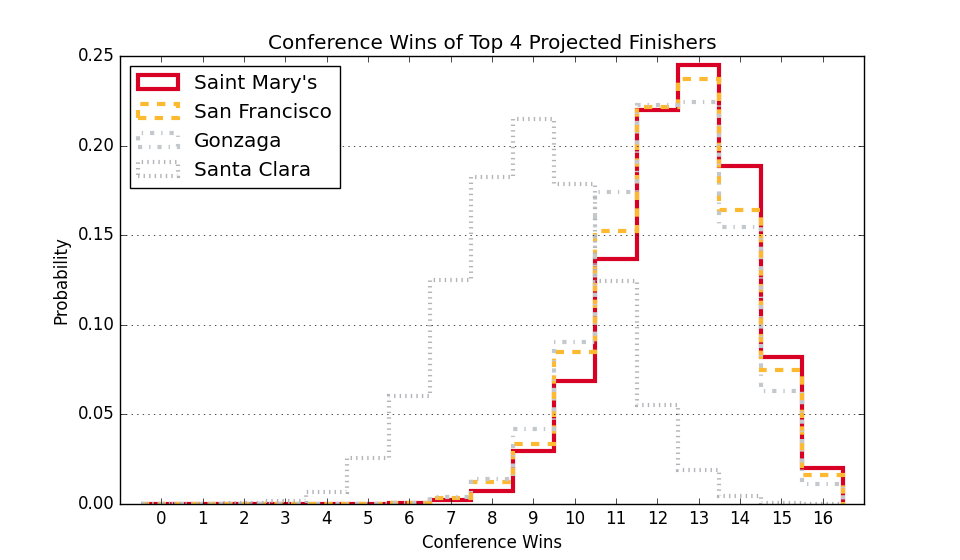 Conference Wins of Top 4 Projected Finishers
0.25
0.20
0.15
0.10
0.05
0.00
Probability
Saint Mary's
San Francisco
Gonzaga
Santa Clara
0 1 2 3 4 5 6 7 8 9 10 11 12 13 14 15 16
Conference Wins